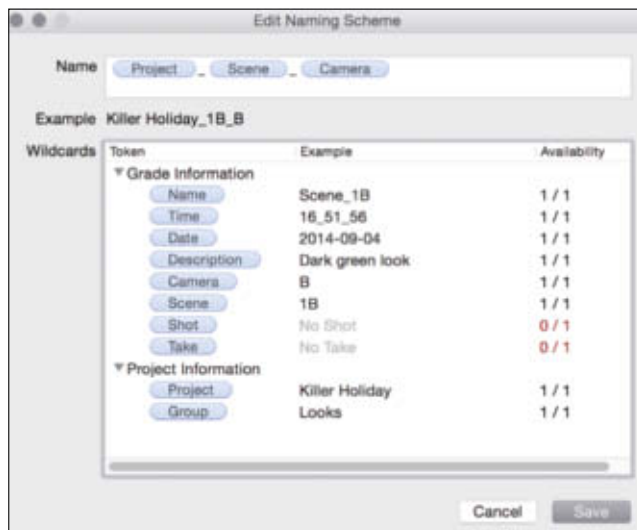 Edit Naming Scheme
Name Project _ Scene _ Camera
Example Killer Holiday_1B_B
Wildcards Token Example Availability
Grade Information
Name Scene_1B 1 / 1
Time 16_51_56 1 / 1
Date 2014-09-04 1 / 1
Description Dark green look 1 / 1
Camera B 1 / 1
Scene 1B 1 / 1
Shot No Shot 0 / 1
Take No Take 0 / 1
Project Information
Project Killer Holiday 1 / 1
Group Looks 1 / 1
Cancel Save